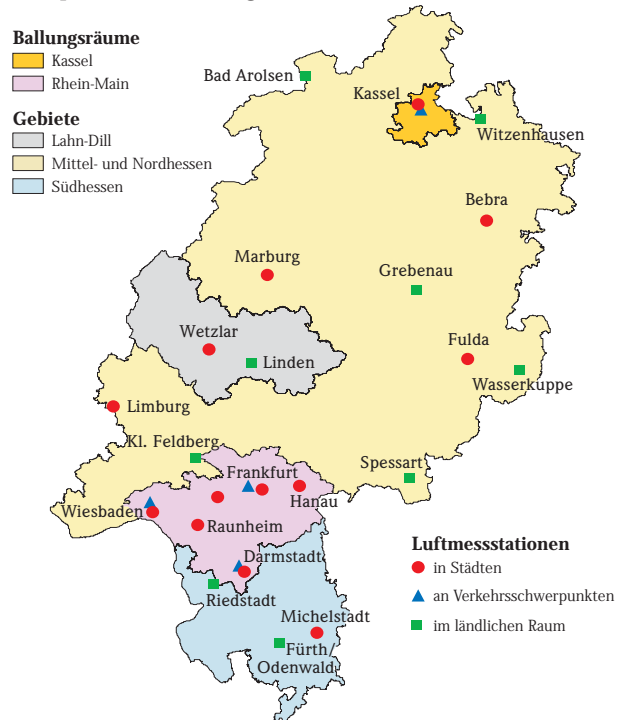 Ballungsräume
Kassel
Rhein-Main
Gebiete
Lahn-Dill
Mittel- und Nordhessen
Südhessen
Bad Arolsen
Kassel
Witzenhausen
Bebra
Marburg
Grebenau
Wetzlar
Linden
Fulda
Wasserkuppe
Limburg
Kl. Feldberg
Spessart
Frankfurt
Hanau
Wiesbaden
Raunheim
Darmstadt
Riedstadt
Michelstadt
Fürth/
Odenwald
Luftmessstationen
in Städten
an Verkehrsschwerpunkten
im ländlichen Raum